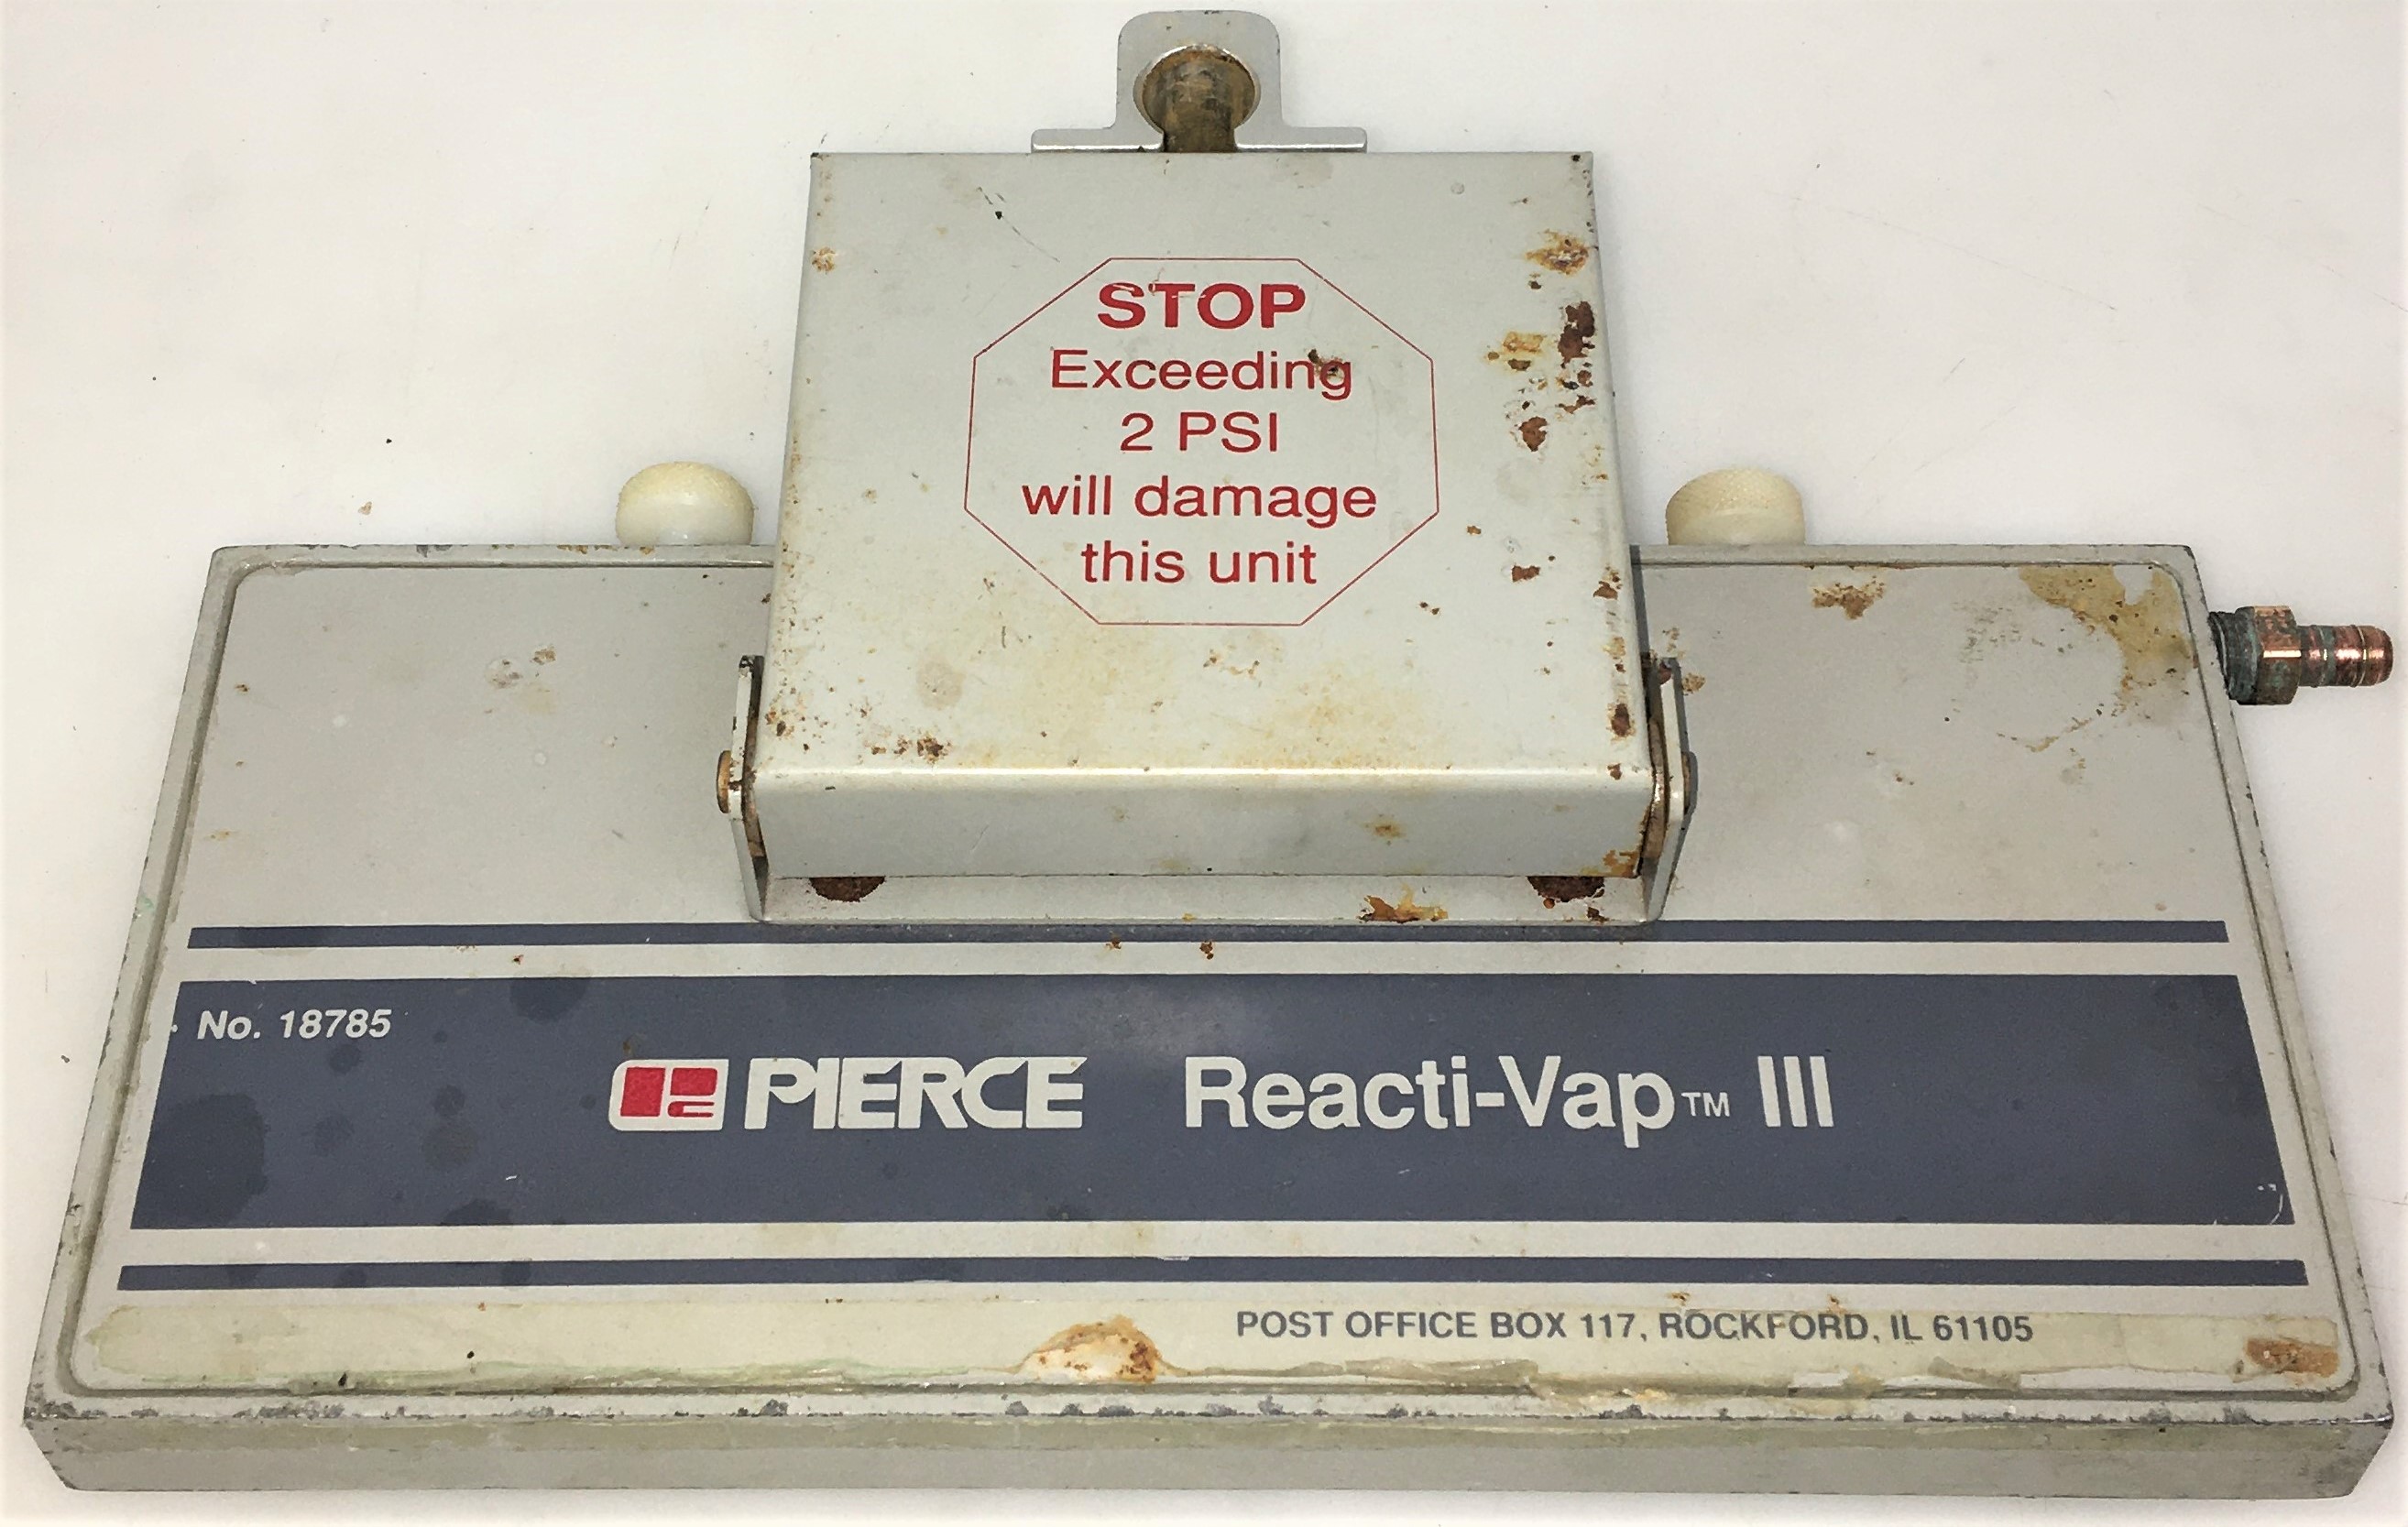 STOP
Exceeding
2 PSI
will damage
this unit
No. 18785
PIERCE Reacti-Vap™ III
POST OFFICE BOX 117, ROCKFORD, IL 61105